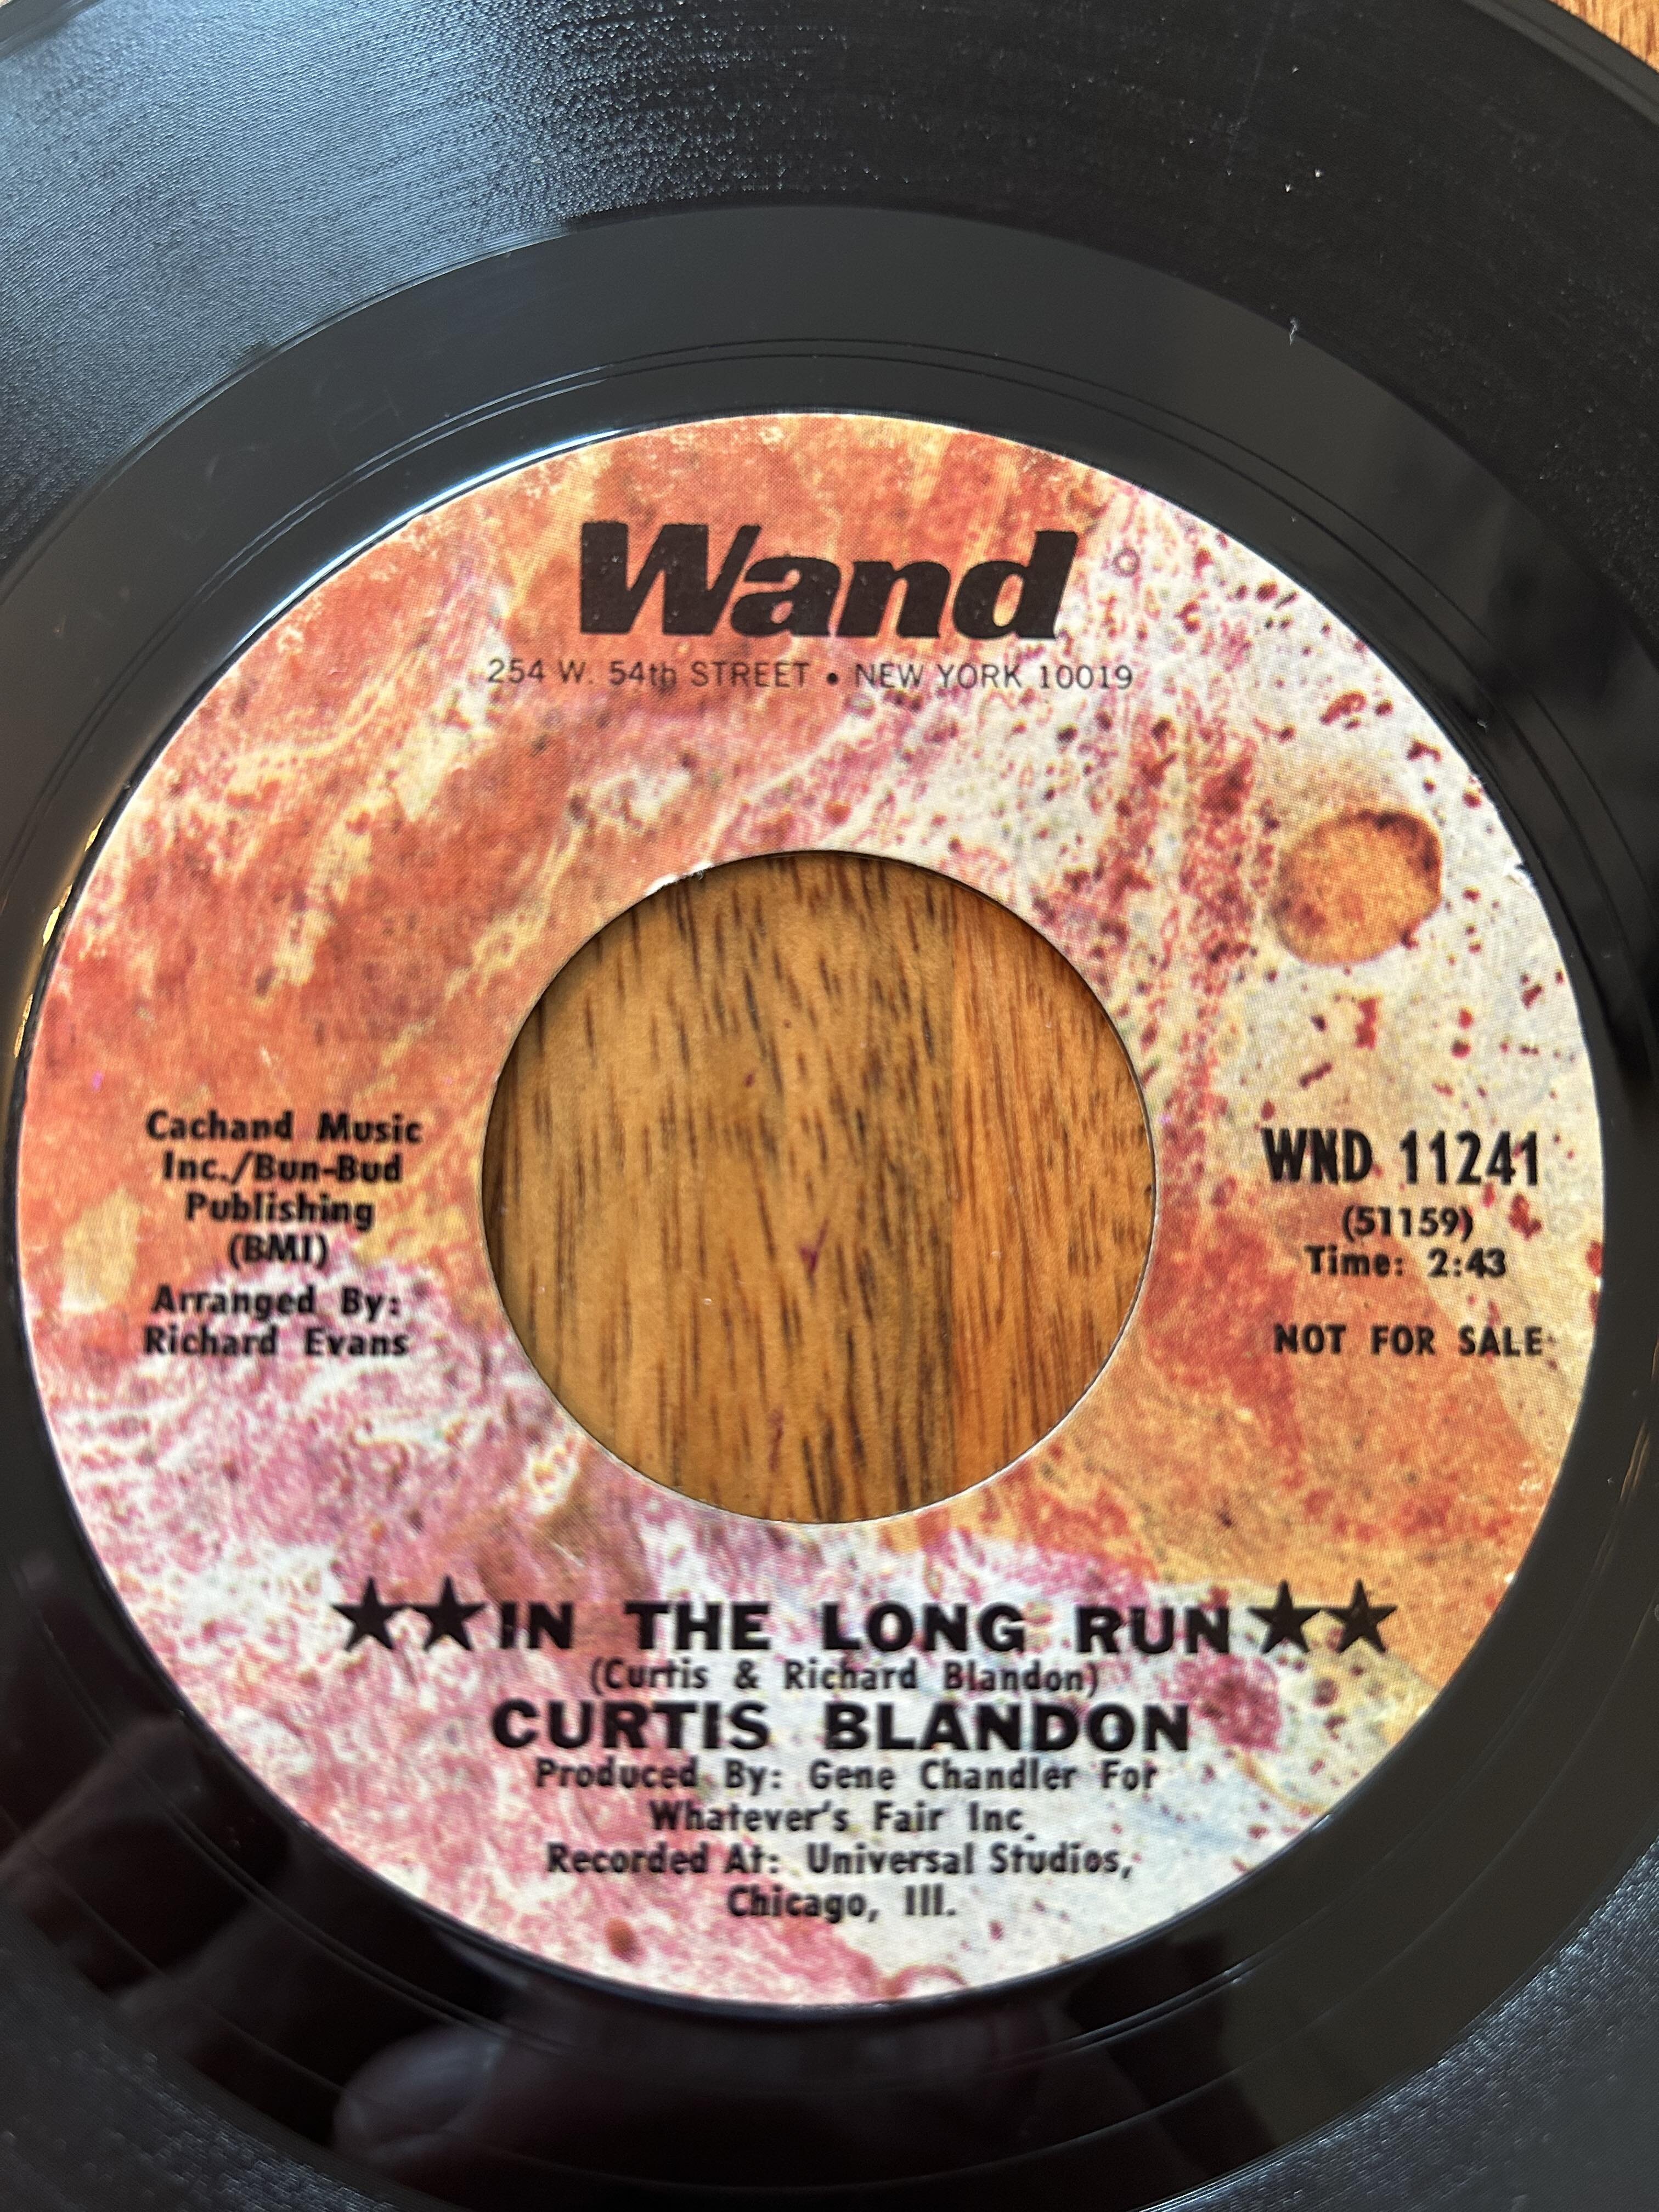 Wand
254 W. 54th STREET • NEW YORK 10019
Cachand Music
Inc./Bun-Bud
Publishing
(BMI)
Arranged By:
Richard Evans
WND 11241
(51159)
Time: 2:43
NOT FOR SALE
★★IN THE LONG RUN★★
(Curtis & Richard Blandon)
CURTIS BLANDON
Produced By: Gene Chandler For
Whatever's Fair Inc.
Recorded At: Universal Studios,
Chicago, Ill.